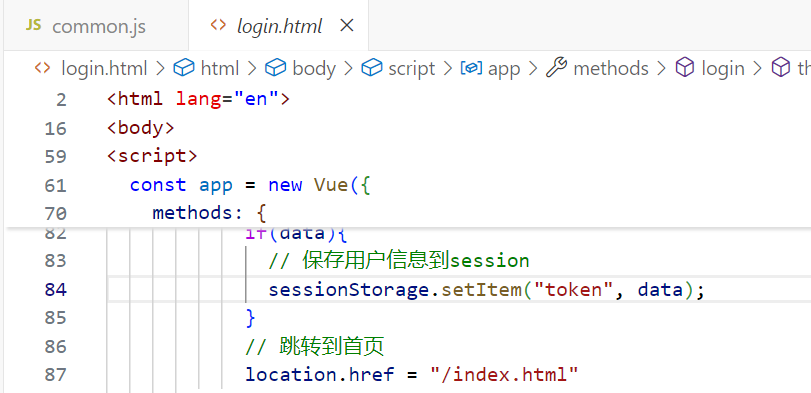 JS common.js <> login.html ×
<> login.html > html > body > script > app > methods > login > th
2 <html lang="en">
16 <body>
59 <script>
61 const app = new Vue({
70 methods: {
82 if(data){
83 // 保存用户信息到session
84 sessionStorage.setItem("token", data);
85 }
86 // 跳转到首页
87 location.href = "/index.html"